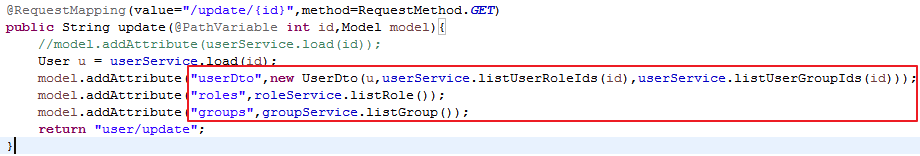 @RequestMapping(value="/update/{id}",method=RequestMethod.GET)
public String update(@PathVariable int id,Model model){
    //model.addAttribute(userService.load(id));
    User u = userService.load(id);
    model.addAttribute("userDto",new UserDto(u,userService.listUserRoleIds(id),userService.listUserGroupIds(id)));
    model.addAttribute("roles",roleService.listRole());
    model.addAttribute("groups",groupService.listGroup());
    return "user/update";
}